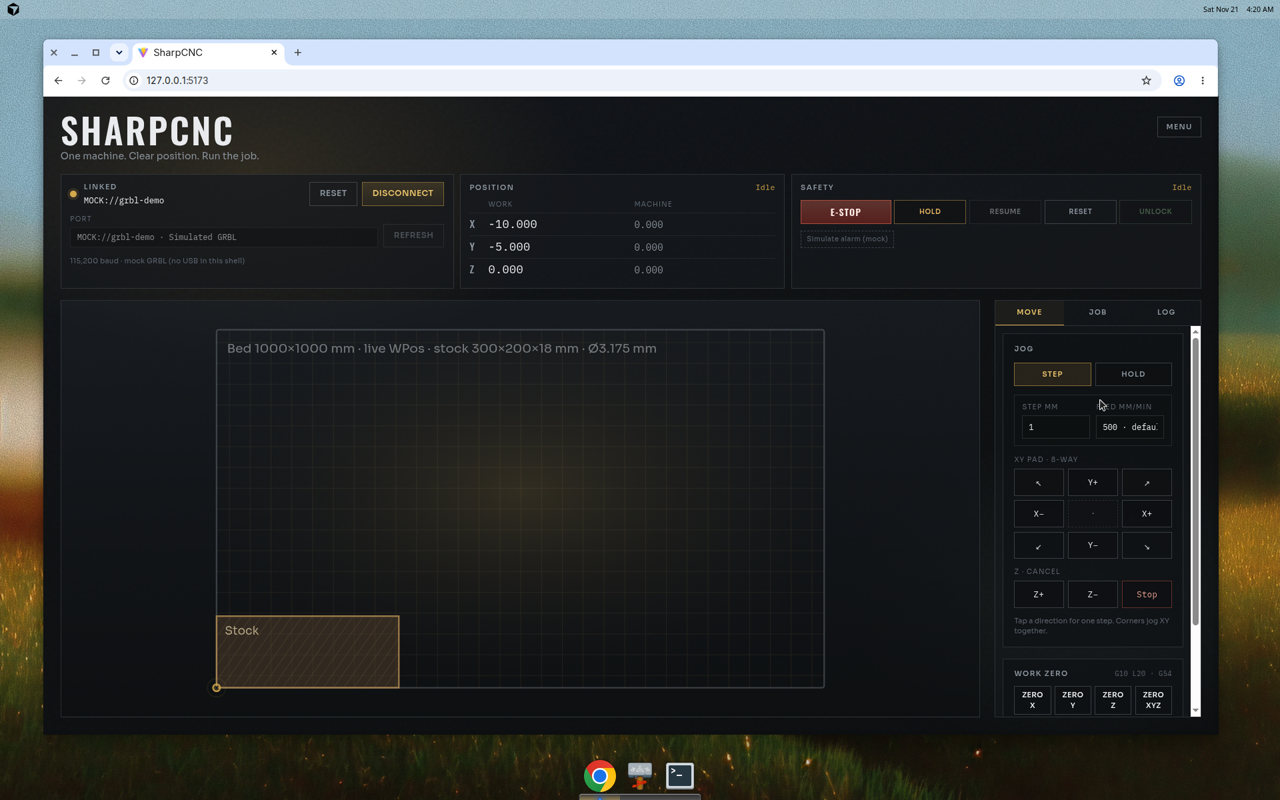 Sat Nov 21 4:20 AM
SharpCNC
127.0.0.1:5173
SHARPCNC
One machine. Clear position. Run the job.
MENU
LINKED
MOCK://grbl-demo
RESET
DISCONNECT
PORT
MOCK://grbl-demo · Simulated GRBL
REFRESH
115,200 baud · mock GRBL (no USB in this shell)
POSITION
Idle
WORK MACHINE
X -10.000 0.000
Y -5.000 0.000
Z 0.000 0.000
SAFETY
Idle
E-STOP
HOLD
RESUME
RESET
UNLOCK
Simulate alarm (mock)
Bed 1000×1000 mm · live WPos · stock 300×200×18 mm · Ø3.175 mm
Stock
MOVE JOB LOG
JOG
STEP HOLD
STEP MM MM/MIN
1 500 · defau
XY PAD · 8-WAY
↖ Y+ ↗
X− · X+
↙ Y− ↘
Z · CANCEL
Z+ Z− Stop
Tap a direction for one step. Corners jog XY
together.
WORK ZERO G10 L20 · G54
ZERO X
ZERO Y
ZERO Z
ZERO XYZ
>_